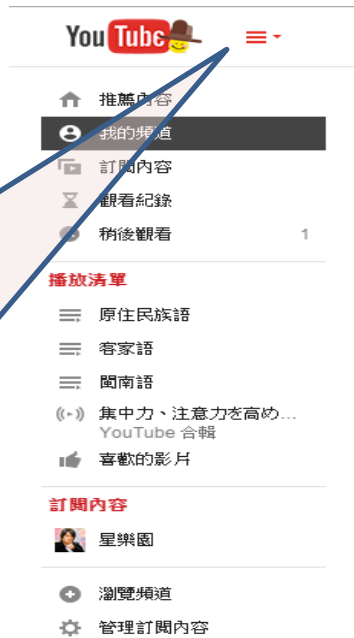 YouTube
推薦內容
我的頻道
訂閱內容
觀看紀錄
稍後觀看 1
播放清單
原住民族語
客家語
閩南語
集中力、注意力を高め...
YouTube 合輯
喜歡的影片
訂閱內容
星樂園
瀏覽頻道
管理訂閱內容